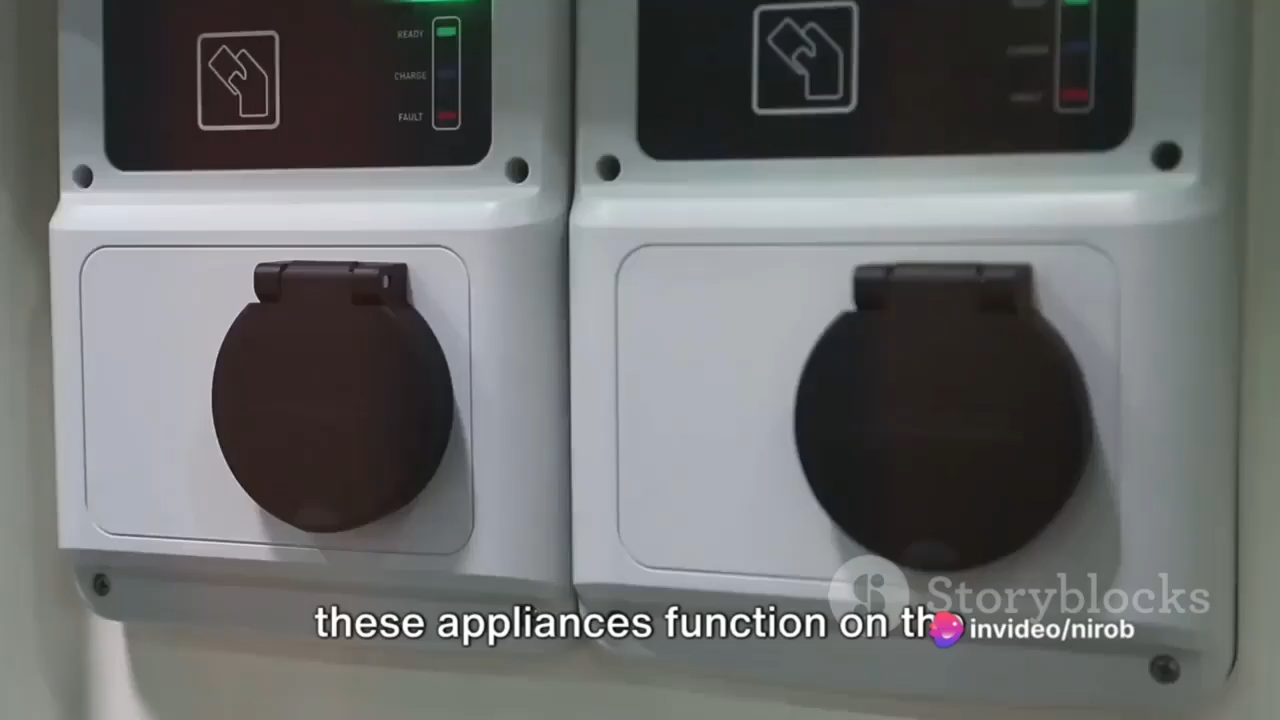 READY
CHARGE
FAULT
Storyblocks
these appliances function on th
invideo/nirob